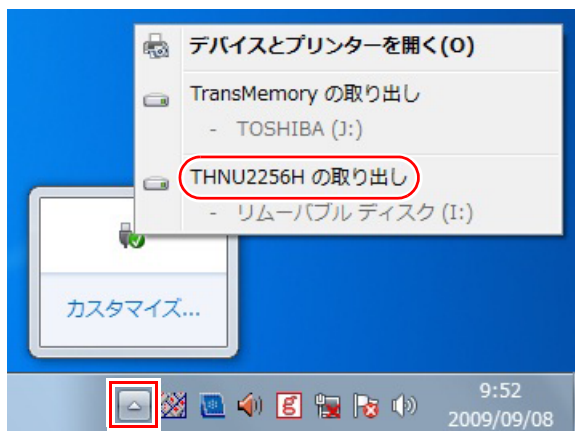 デバイスとプリンターを開く(O)
TransMemory の取り出し
- TOSHIBA (J:)
THNU2256H の取り出し
- リムーバブル ディスク (I:)
カスタマイズ...
g
9:52
2009/09/08